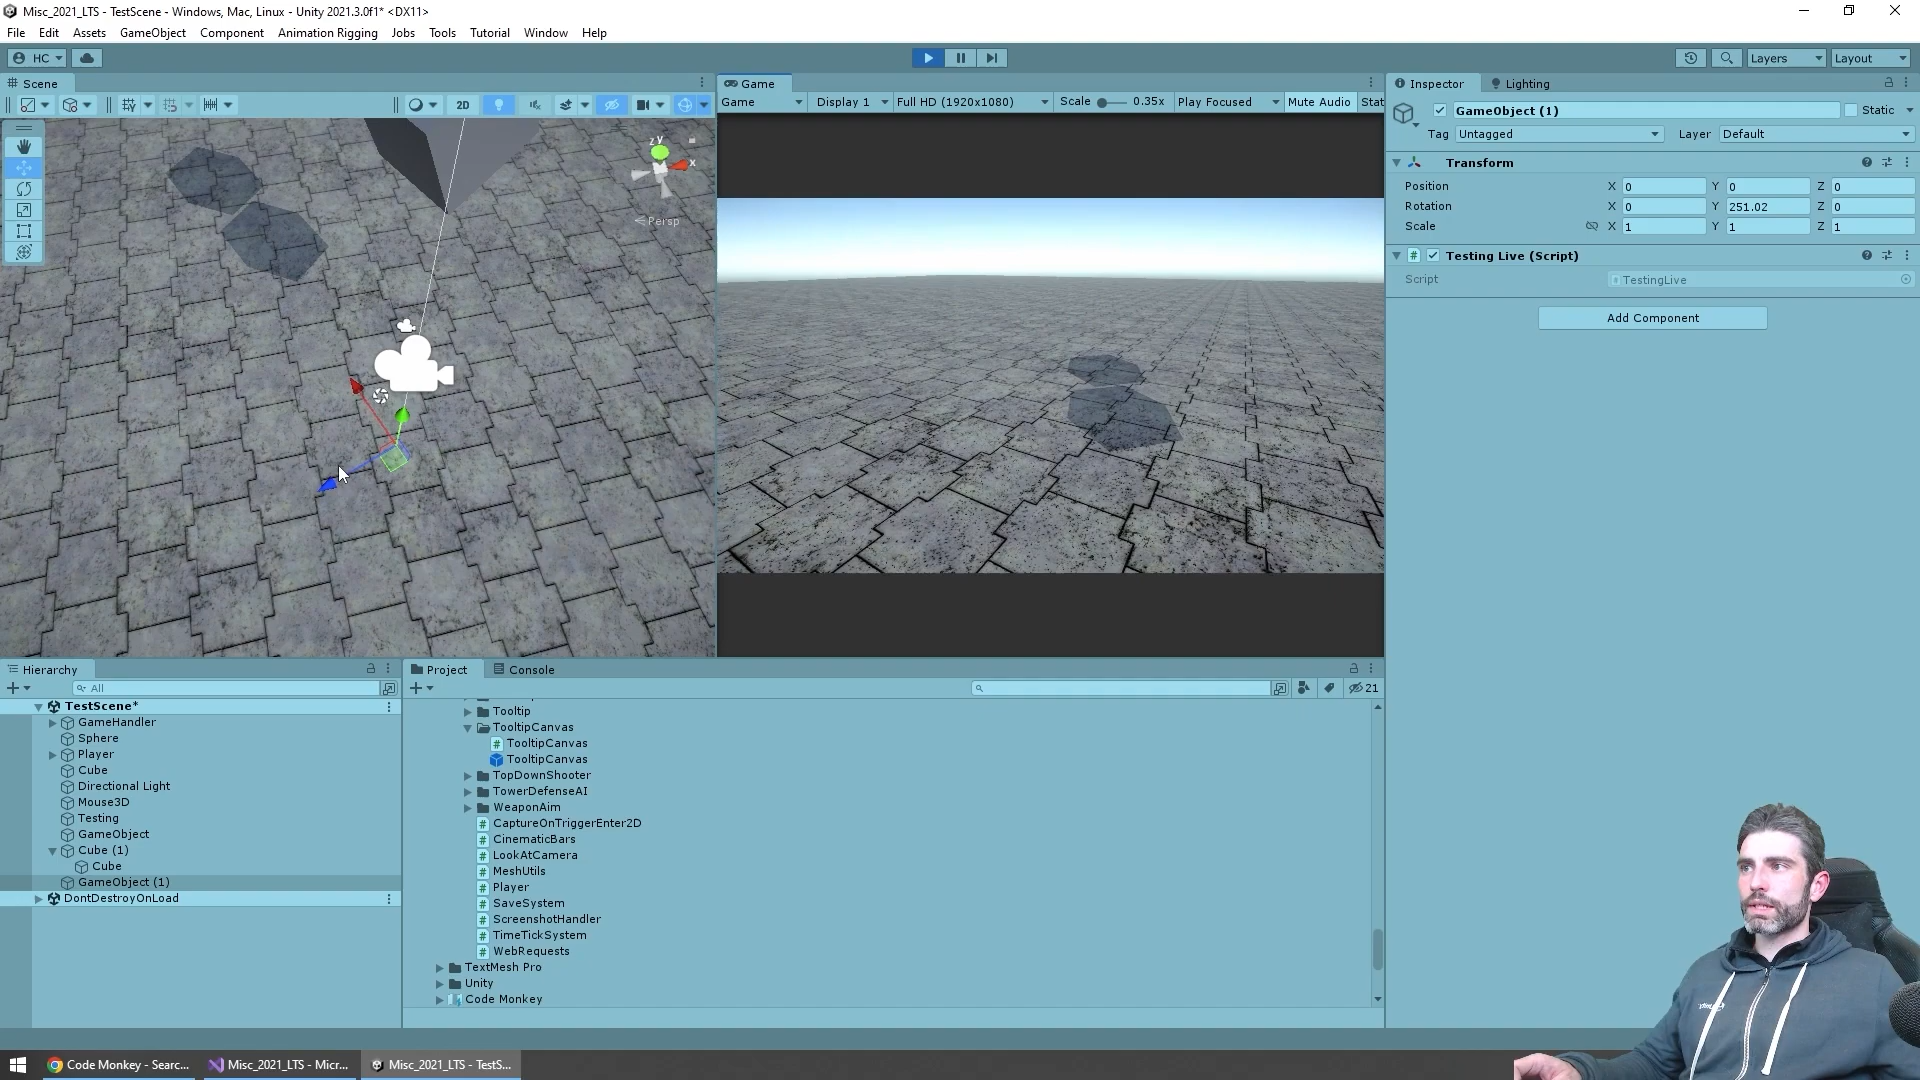 Misc_2021_LTS - TestScene - Windows, Mac, Linux - Unity 2021.3.0f1* <DX11>
File Edit Assets GameObject Component Animation Rigging Jobs Tools Tutorial Window Help
HC
Layers Layout
Scene
2D
Persp
y
z
x
Game
Game Display 1 Full HD (1920x1080) Scale 0.35x Play Focused Mute Audio Stat
Inspector Lighting
GameObject (1) Static
Tag Untagged Layer Default
Transform
Position X 0 Y 0 Z 0
Rotation X 0 Y 251.02 Z 0
Scale X 1 Y 1 Z 1
# Testing Live (Script)
Script TestingLive
Add Component
Hierarchy
All
TestScene*
GameHandler
Sphere
Player
Cube
Directional Light
Mouse3D
Testing
GameObject
Cube (1)
Cube
GameObject (1)
DontDestroyOnLoad
Project Console
21
Tooltip
TooltipCanvas
# TooltipCanvas
TooltipCanvas
TopDownShooter
TowerDefenseAI
WeaponAim
# CaptureOnTriggerEnter2D
# CinematicBars
# LookAtCamera
# MeshUtils
# Player
# SaveSystem
# ScreenshotHandler
# TimeTickSystem
# WebRequests
TextMesh Pro
Unity
Code Monkey
Code Monkey - Searc...
Misc_2021_LTS - Micr...
Misc_2021_LTS - TestS...